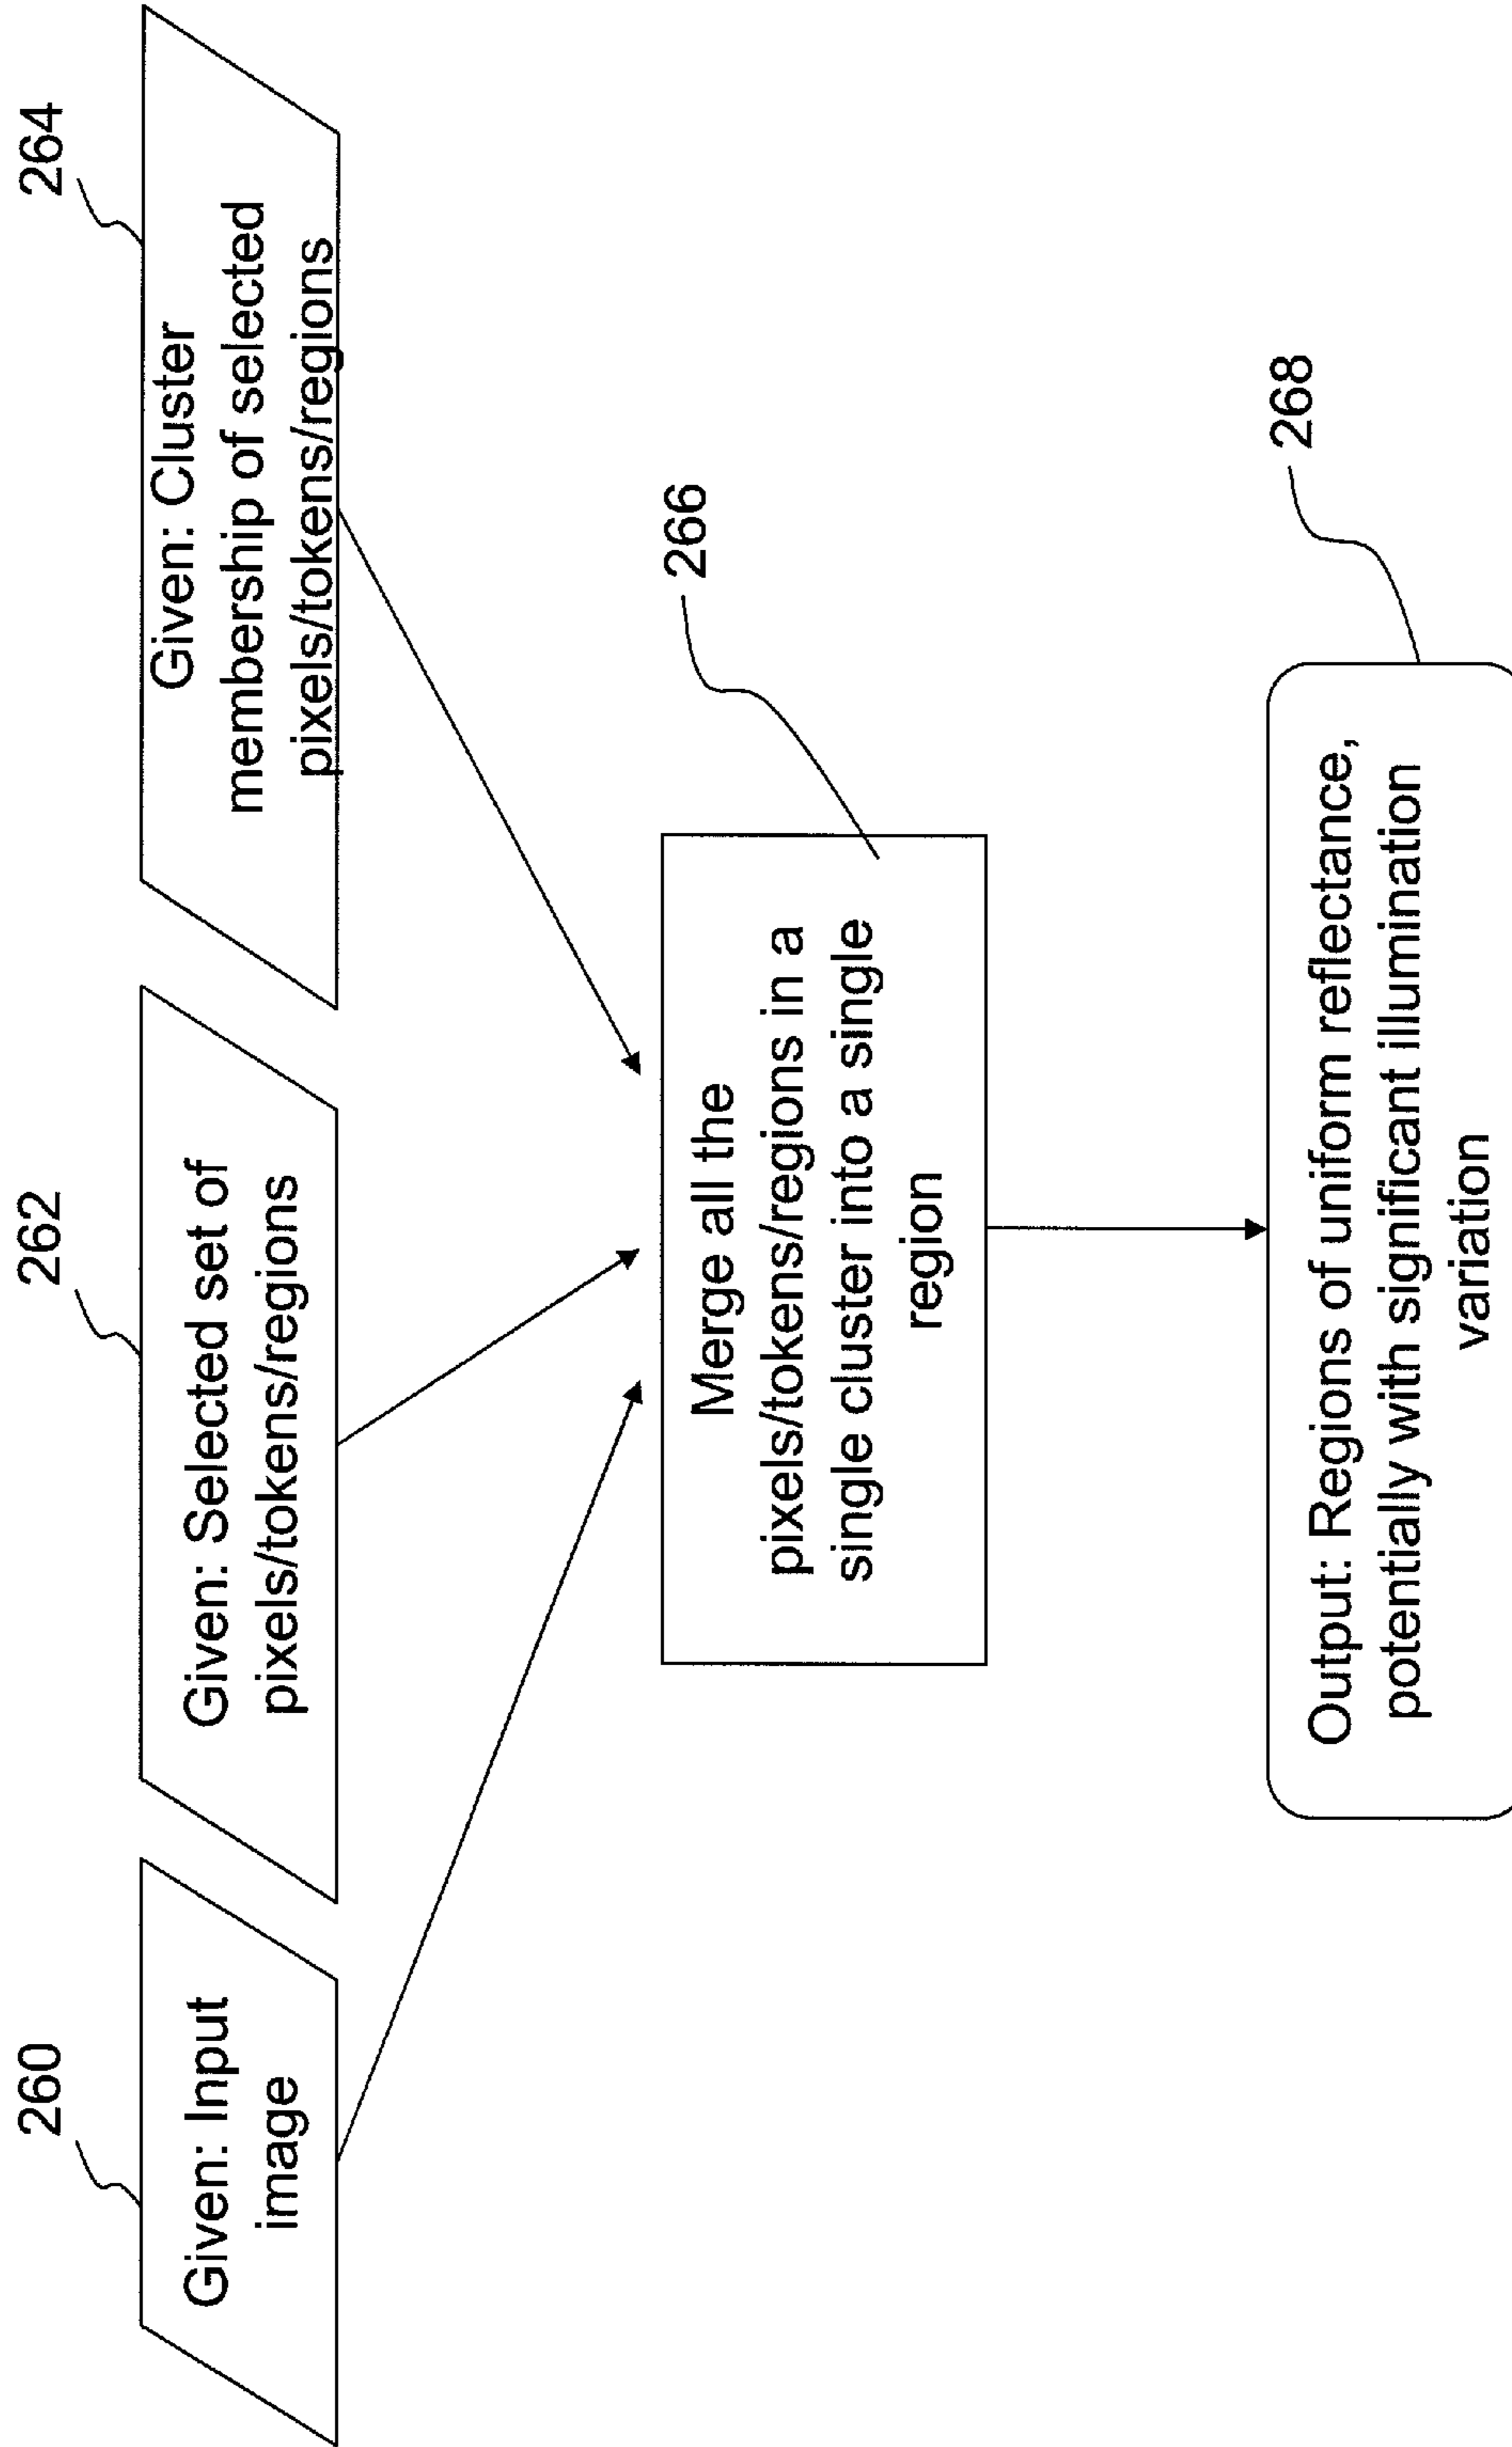 260
Given: Input
image
262
Given: Selected set of
pixels/tokens/regions
264
Given: Cluster
membership of selected
pixels/tokens/regions
266
Merge all the
pixels/tokens/regions in a
single cluster into a single
region
268
Output: Regions of uniform reflectance,
potentially with significant illumination
variation